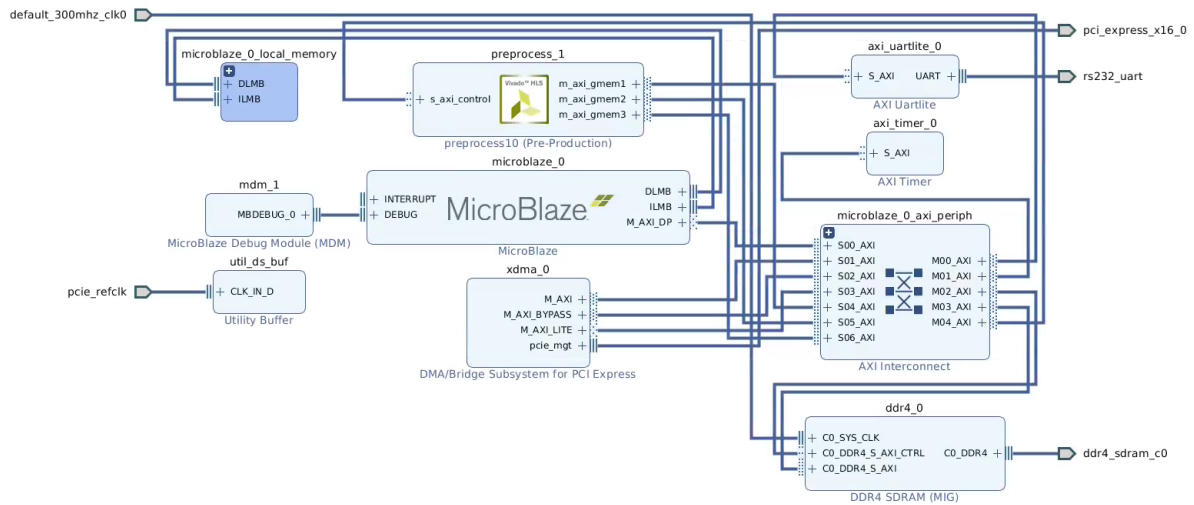 default_300mhz_clk0
pci_express_x16_0
microblaze_0_local_memory
DLMB
ILMB
preprocess_1
s_axi_control
Vivado™ HLS
m_axi_gmem1
m_axi_gmem2
m_axi_gmem3
preprocess10 (Pre-Production)
axi_uartlite_0
S_AXI
UART
AXI Uartlite
rs232_uart
axi_timer_0
S_AXI
AXI Timer
mdm_1
MBDEBUG_0
MicroBlaze Debug Module (MDM)
microblaze_0
INTERRUPT
DEBUG
MicroBlaze
DLMB
ILMB
M_AXI_DP
MicroBlaze
pcie_refclk
util_ds_buf
CLK_IN_D
Utility Buffer
xdma_0
M_AXI
M_AXI_BYPASS
M_AXI_LITE
pcie_mgt
DMA/Bridge Subsystem for PCI Express
microblaze_0_axi_periph
S00_AXI
S01_AXI
S02_AXI
S03_AXI
S04_AXI
S05_AXI
S06_AXI
M00_AXI
M01_AXI
M02_AXI
M03_AXI
M04_AXI
AXI Interconnect
ddr4_0
C0_SYS_CLK
C0_DDR4_S_AXI_CTRL
C0_DDR4_S_AXI
C0_DDR4
DDR4 SDRAM (MIG)
ddr4_sdram_c0